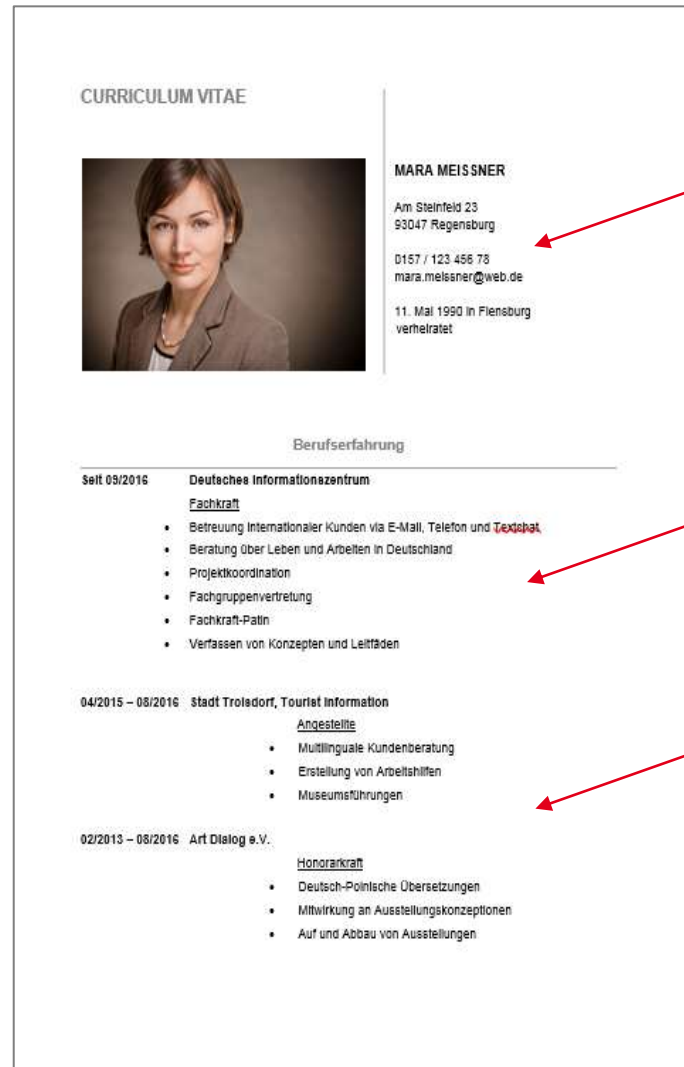 CURRICULUM VITAE
MARA MEISSNER
Am Steinfeld 23
93047 Regensburg
0157 / 123 456 78
mara.meissner@web.de
11. Mai 1990 in Flensburg
verheiratet
Berufserfahrung
Seit 09/2016 Deutsches Informationszentrum
Fachkraft
• Betreuung internationaler Kunden via E-Mail, Telefon und Textchat
• Beratung über Leben und Arbeiten in Deutschland
• Projektkoordination
• Fachgruppenvertretung
• Fachkraft-Patin
• Verfassen von Konzepten und Leitfäden
04/2015 – 08/2016 Stadt Troisdorf, Tourist Information
Angestellte
• Multilinguale Kundenberatung
• Erstellung von Arbeitshilfen
• Museumsführungen
02/2013 – 08/2016 Art Dialog e.V.
Honorarkraft
• Deutsch-Polnische Übersetzungen
• Mitwirkung an Ausstellungskonzeptionen
• Auf und Abbau von Ausstellungen